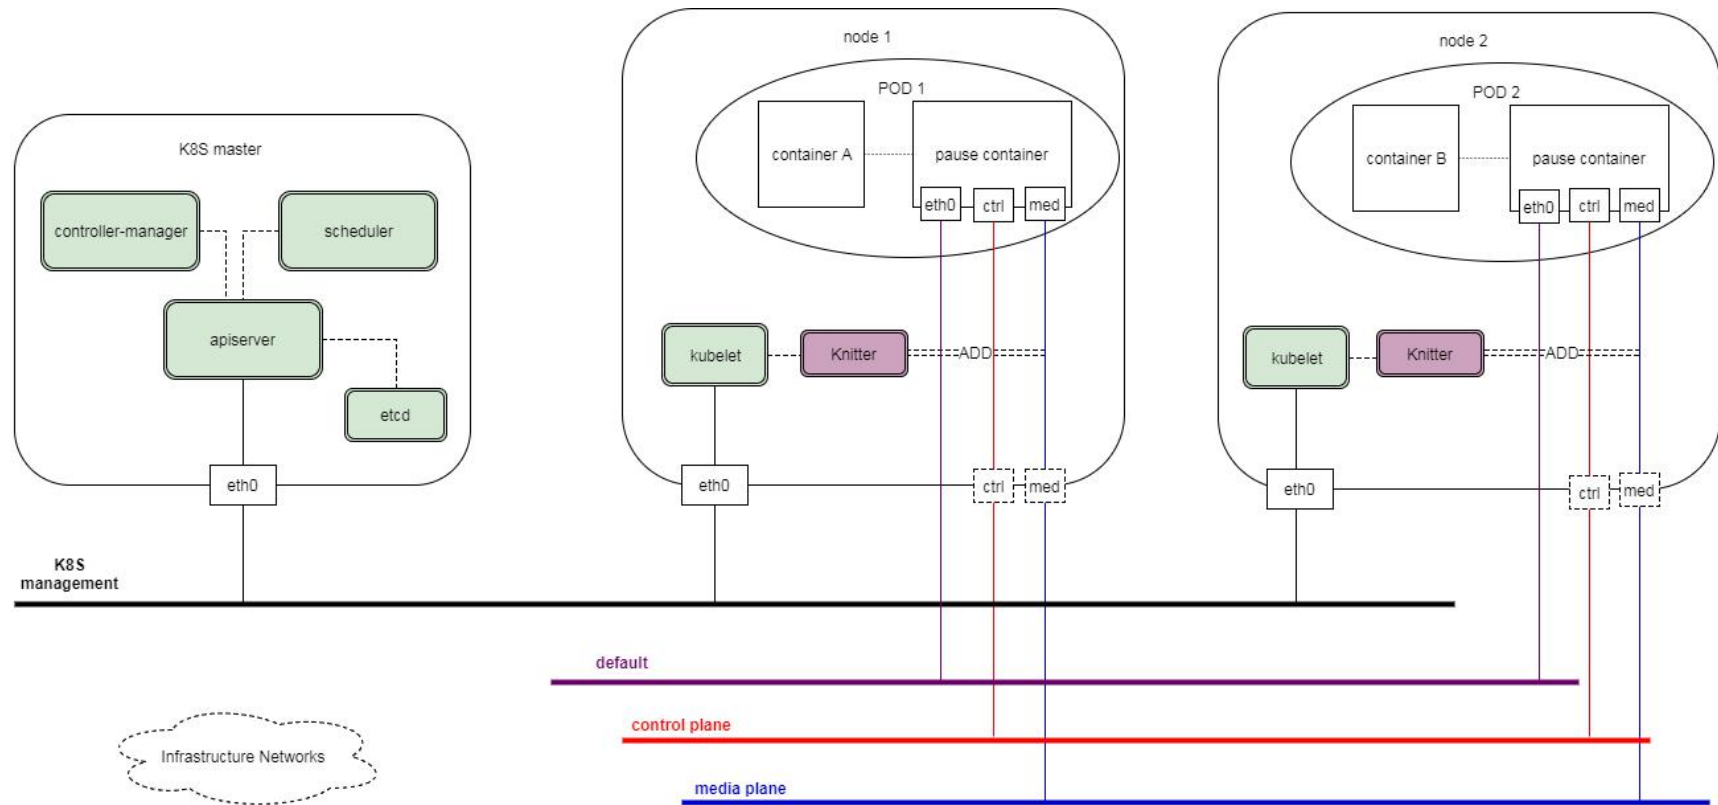 node 1
node 2
POD 1
POD 2
K8S master
container A
pause container
container B
pause container
eth0
ctrl
med
eth0
ctrl
med
controller-manager
scheduler
apiserver
kubelet
Knitter
ADD
kubelet
Knitter
ADD
etcd
eth0
eth0
ctrl
med
eth0
ctrl
med
K8S
management
default
control plane
Infrastructure Networks
media plane